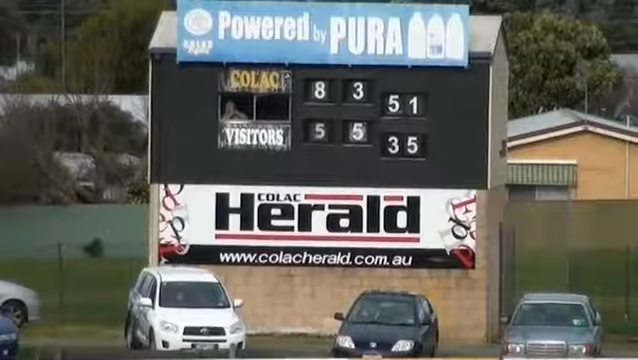 Powered by PURA
COLAC 8 3 51
VISITORS 5 5 35
COLAC
Herald
www.colacherald.com.au